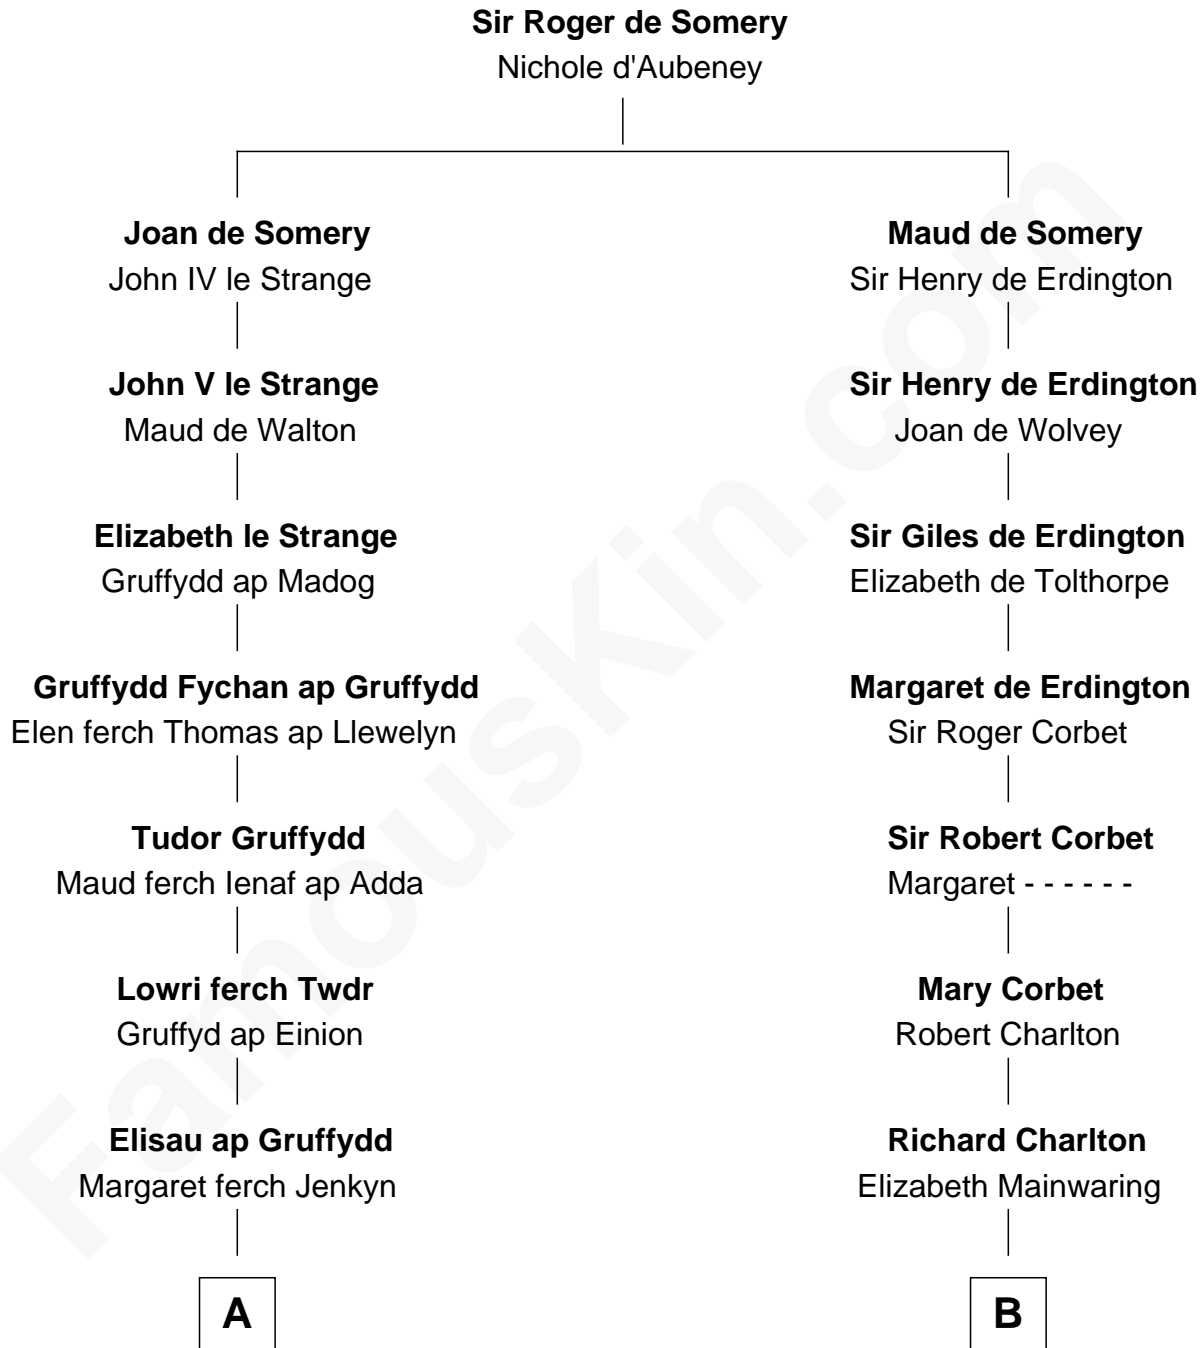 Sir Roger de Somery
Nichole d'Aubeney
Joan de Somery
John IV le Strange
John V le Strange
Maud de Walton
Elizabeth le Strange
Gruffydd ap Madog
Gruffydd Fychan ap Gruffydd
Elen ferch Thomas ap Llewelyn
Tudor Gruffydd
Maud ferch Ienaf ap Adda
Lowri ferch Twdr
Gruffyd ap Einion
Elisau ap Gruffydd
Margaret ferch Jenkyn
A
Maud de Somery
Sir Henry de Erdington
Sir Henry de Erdington
Joan de Wolvey
Sir Giles de Erdington
Elizabeth de Tolthorpe
Margaret de Erdington
Sir Roger Corbet
Sir Robert Corbet
Margaret - - - - - -
Mary Corbet
Robert Charlton
Richard Charlton
Elizabeth Mainwaring
B
FamousKin.com